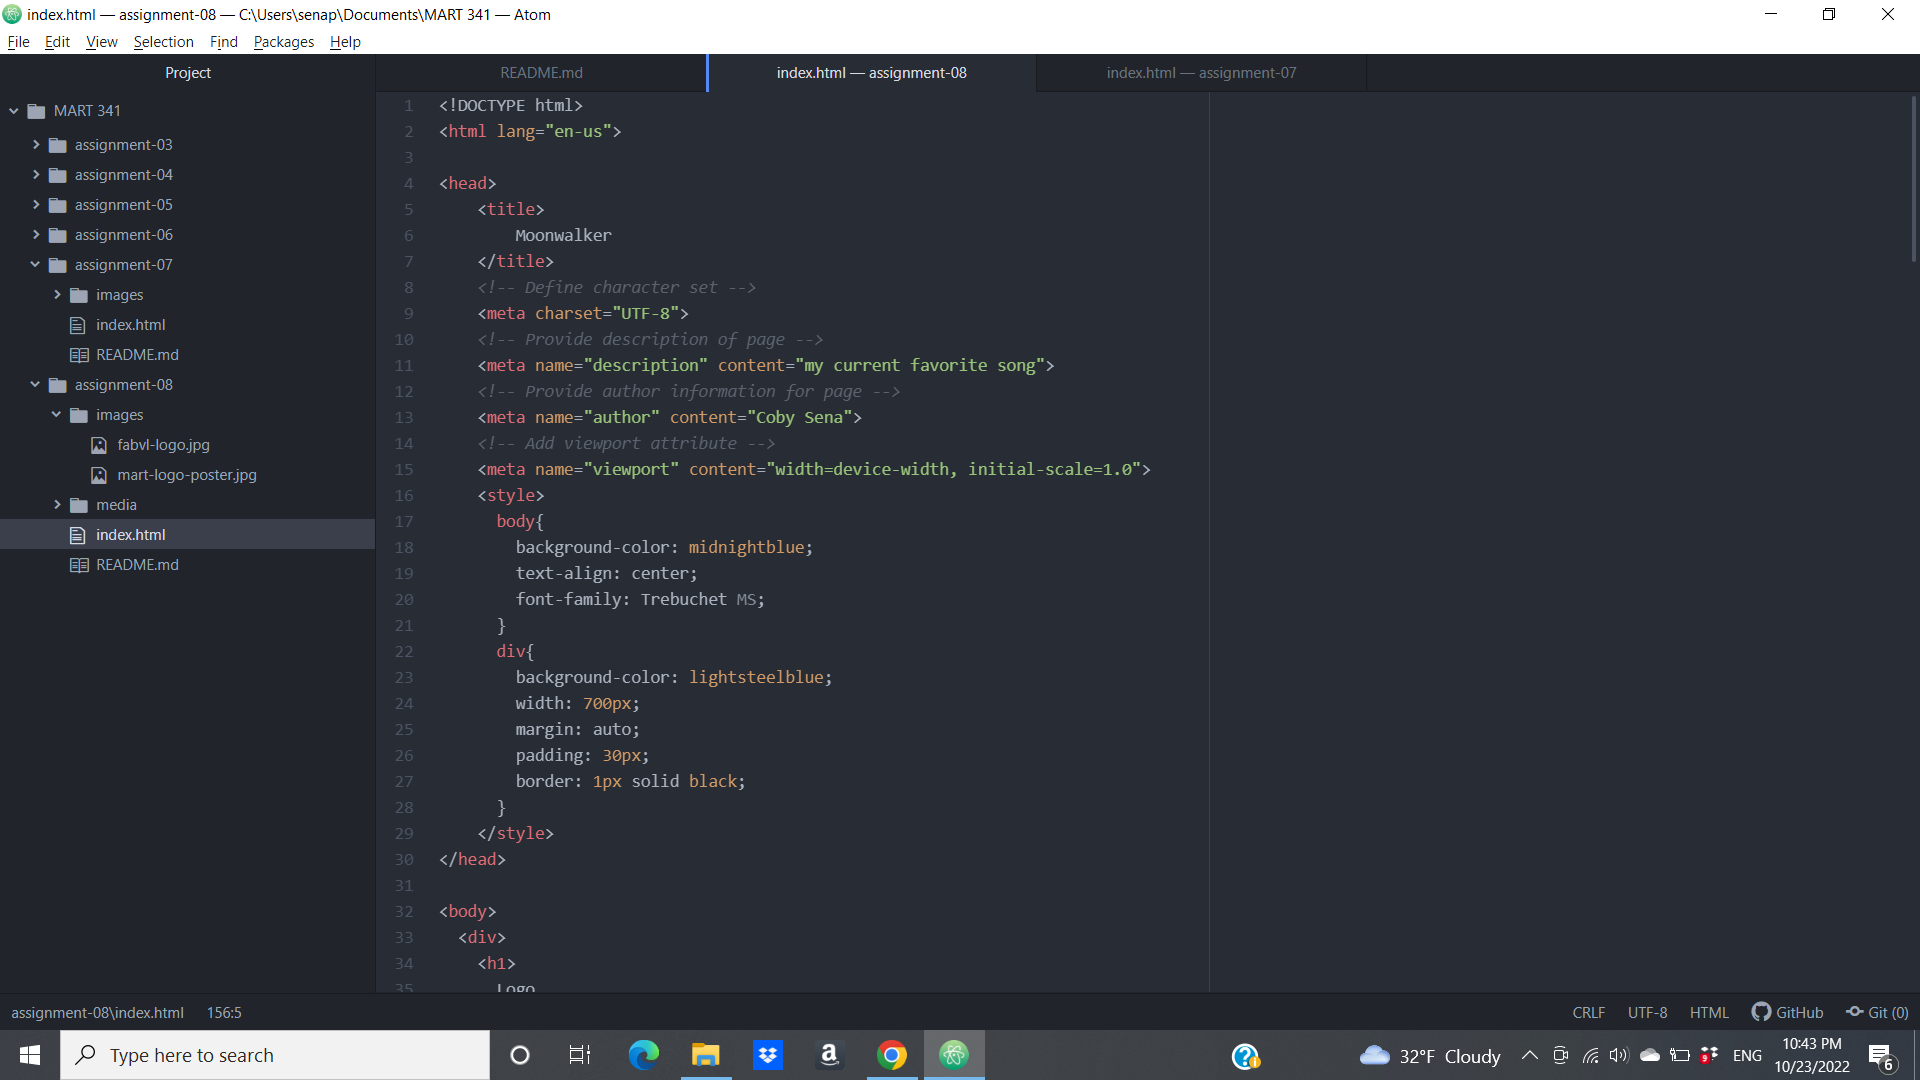 index.html — assignment-08 — C:\Users\senap\Documents\MART 341 — Atom
File Edit View Selection Find Packages Help
Project
MART 341
assignment-03
assignment-04
assignment-05
assignment-06
assignment-07
images
index.html
README.md
assignment-08
images
fabvl-logo.jpg
mart-logo-poster.jpg
media
index.html
README.md
README.md
index.html — assignment-08
index.html — assignment-07
1 <!DOCTYPE html>
2 <html lang="en-us">
3
4 <head>
5 <title>
6 Moonwalker
7 </title>
8 <!-- Define character set -->
9 <meta charset="UTF-8">
10 <!-- Provide description of page -->
11 <meta name="description" content="my current favorite song">
12 <!-- Provide author information for page -->
13 <meta name="author" content="Coby Sena">
14 <!-- Add viewport attribute -->
15 <meta name="viewport" content="width=device-width, initial-scale=1.0">
16 <style>
17 body{
18 background-color: midnightblue;
19 text-align: center;
20 font-family: Trebuchet MS;
21 }
22 div{
23 background-color: lightsteelblue;
24 width: 700px;
25 margin: auto;
26 padding: 30px;
27 border: 1px solid black;
28 }
29 </style>
30 </head>
31
32 <body>
33 <div>
34 <h1>
35 Logo
assignment-08\index.html 156:5
CRLF UTF-8 HTML GitHub Git (0)
Type here to search
a
32°F Cloudy
9
ENG
10:43 PM
10/23/2022
6